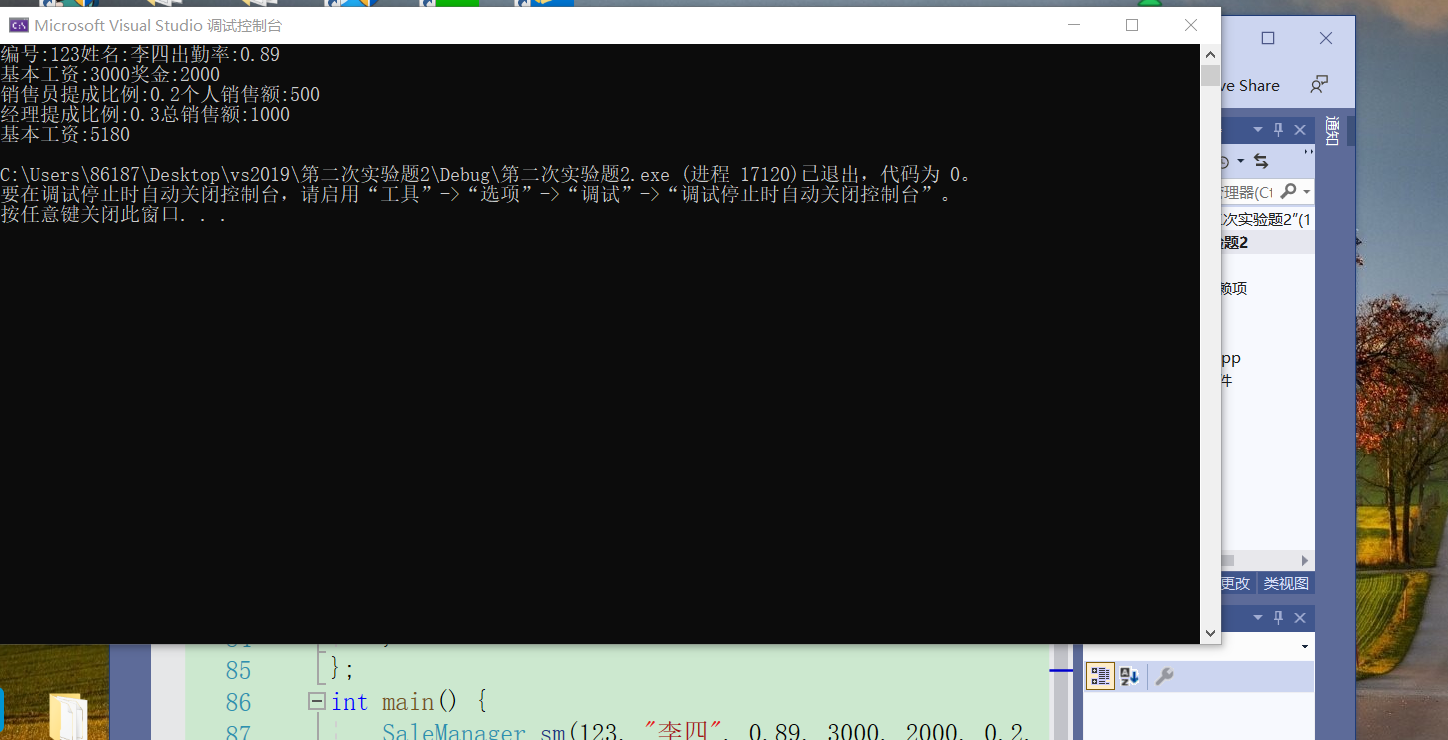 Microsoft Visual Studio 调试控制台
编号:123姓名:李四出勤率:0.89
基本工资:3000奖金:2000
销售员提成比例:0.2个人销售额:500
经理提成比例:0.3总销售额:1000
基本工资:5180
C:\Users\86187\Desktop\vs2019\第二次实验题2\Debug\第二次实验题2.exe (进程 17120)已退出，代码为 0。
要在调试停止时自动关闭控制台，请启用“工具”->“选项”->“调试”->“调试停止时自动关闭控制台”。
按任意键关闭此窗口. . .
ve Share
通知
管理器(Ct
次实验题2”(1
题2
赖项
pp
件
更改 类视图
85 };
86 int main() {
87 SaleManager sm(123, "李四", 0.89, 3000, 2000, 0.2,